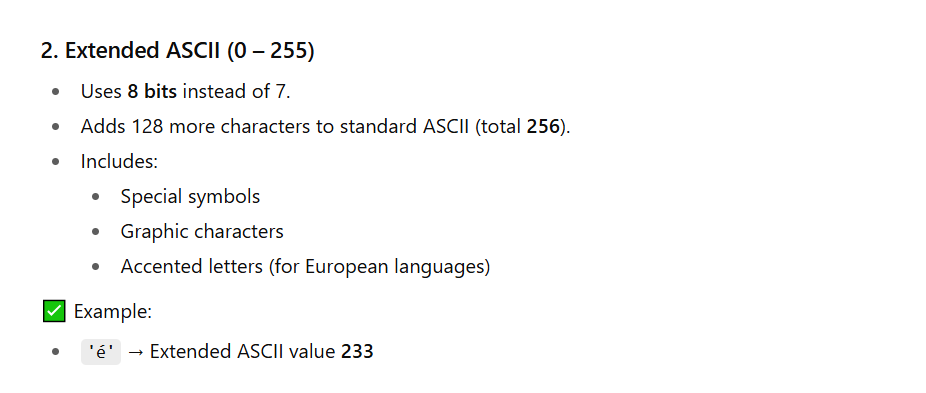 2. Extended ASCII (0 – 255)
• Uses 8 bits instead of 7.
• Adds 128 more characters to standard ASCII (total 256).
• Includes:
• Special symbols
• Graphic characters
• Accented letters (for European languages)
✅ Example:
• 'é' → Extended ASCII value 233